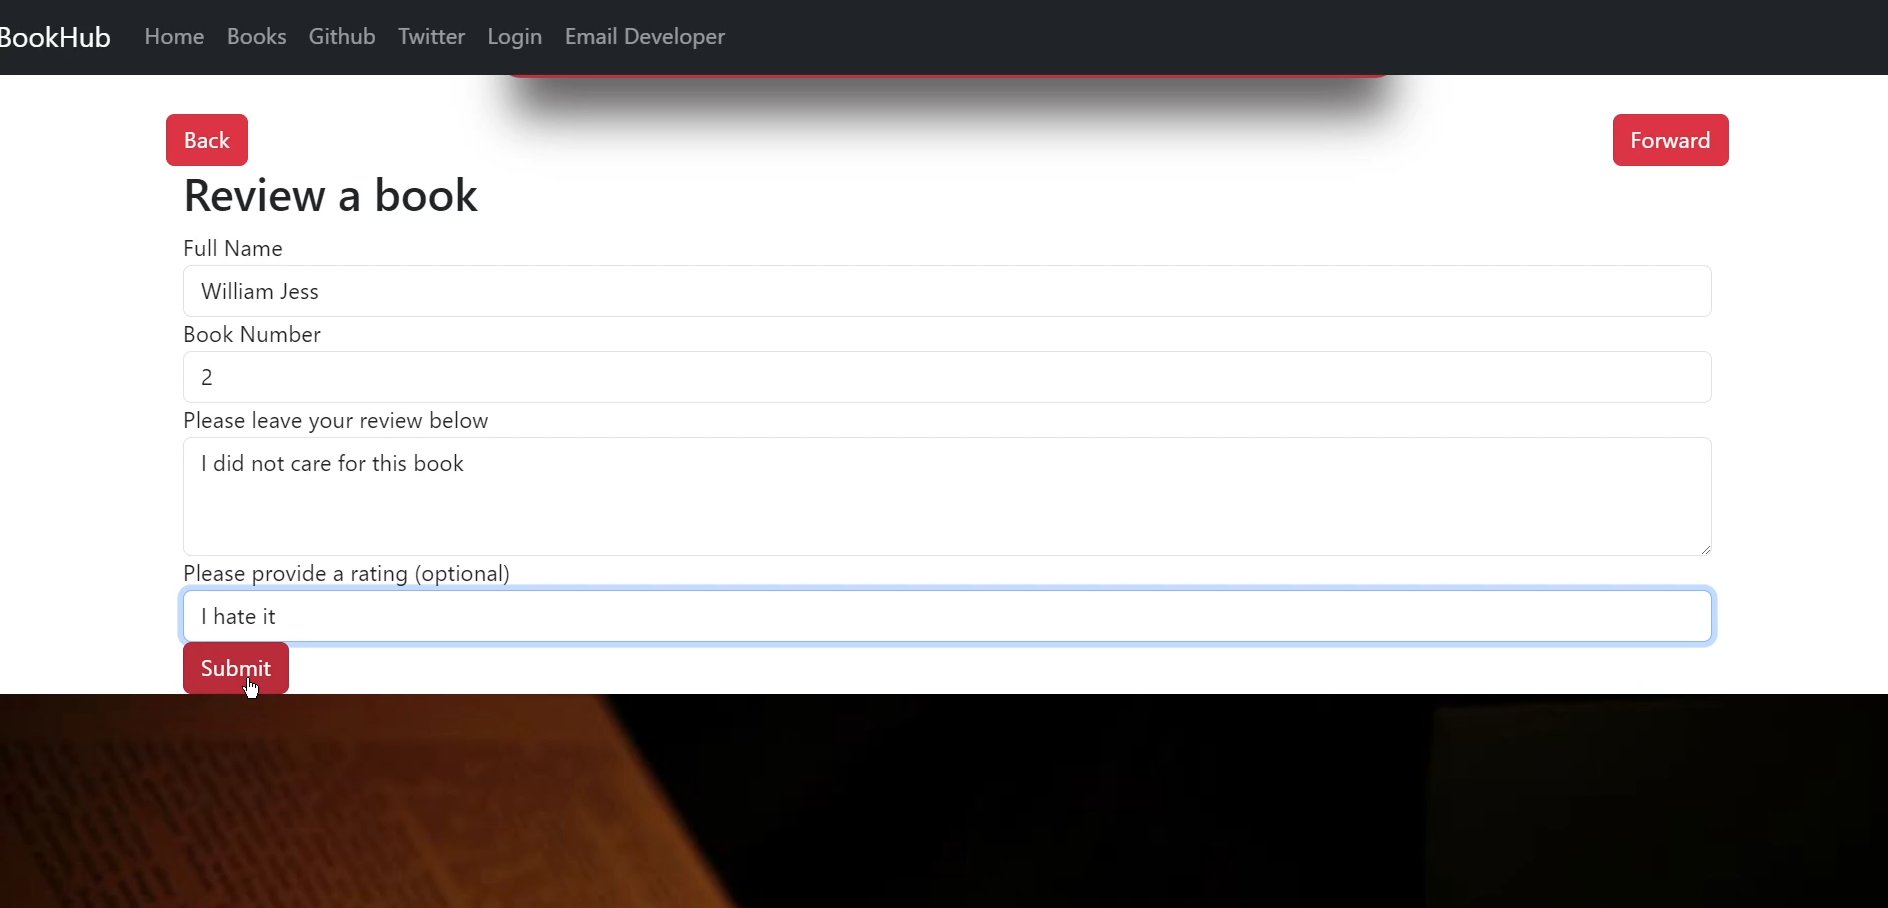 BookHub Home Books Github Twitter Login Email Developer
Back Forward
Review a book
Full Name
William Jess
Book Number
2
Please leave your review below
I did not care for this book
Please provide a rating (optional)
I hate it
Submit